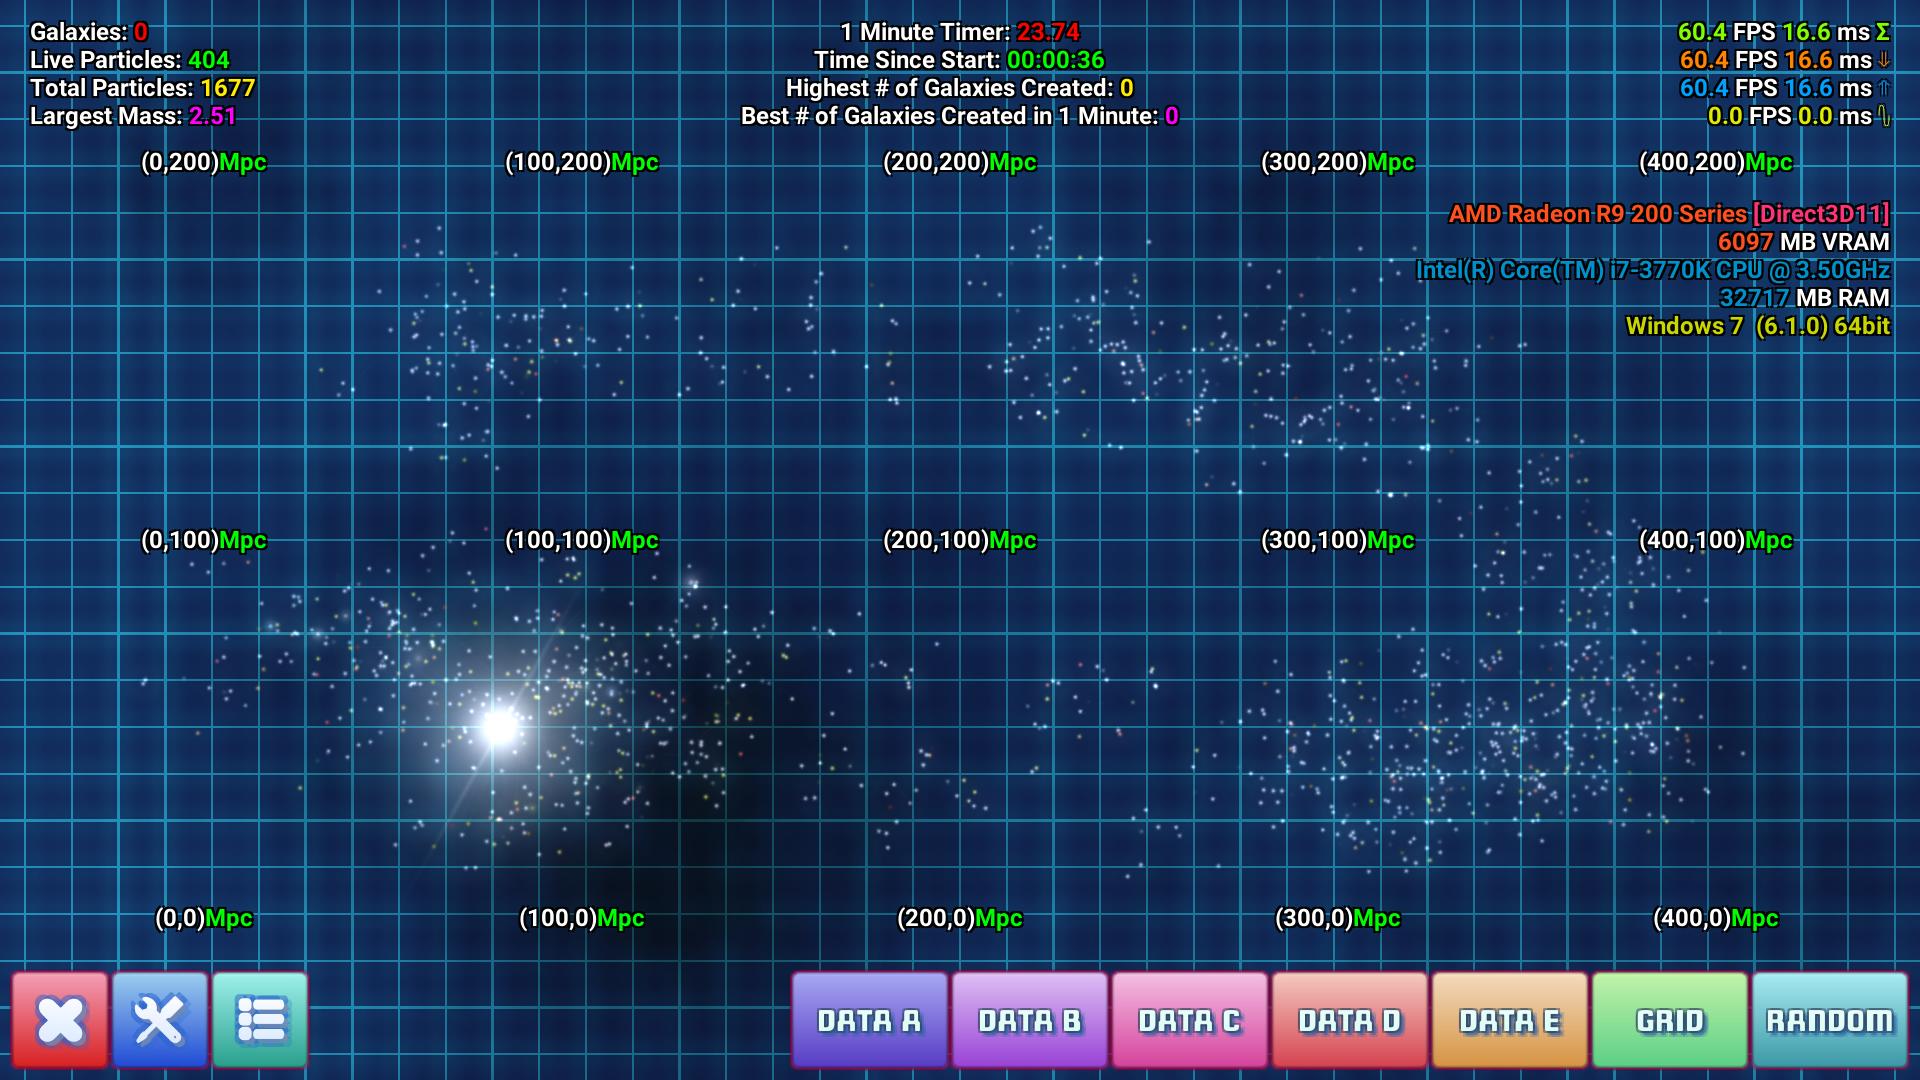 Galaxies: 0
Live Particles: 404
Total Particles: 1677
Largest Mass: 2.51
1 Minute Timer: 23.74
Time Since Start: 00:00:36
Highest # of Galaxies Created: 0
Best # of Galaxies Created in 1 Minute: 0
60.4 FPS 16.6 ms Σ
60.4 FPS 16.6 ms ⇓
60.4 FPS 16.6 ms ⇑
0.0 FPS 0.0 ms
(0,200)Mpc (100,200)Mpc (200,200)Mpc (300,200)Mpc (400,200)Mpc
AMD Radeon R9 200 Series [Direct3D11]
6097 MB VRAM
Intel(R) Core(TM) i7-3770K CPU @ 3.50GHz
32717 MB RAM
Windows 7 (6.1.0) 64bit
(0,100)Mpc (100,100)Mpc (200,100)Mpc (300,100)Mpc (400,100)Mpc
(0,0)Mpc (100,0)Mpc (200,0)Mpc (300,0)Mpc (400,0)Mpc
DATA A DATA B DATA C DATA D DATA E GRID RANDOM